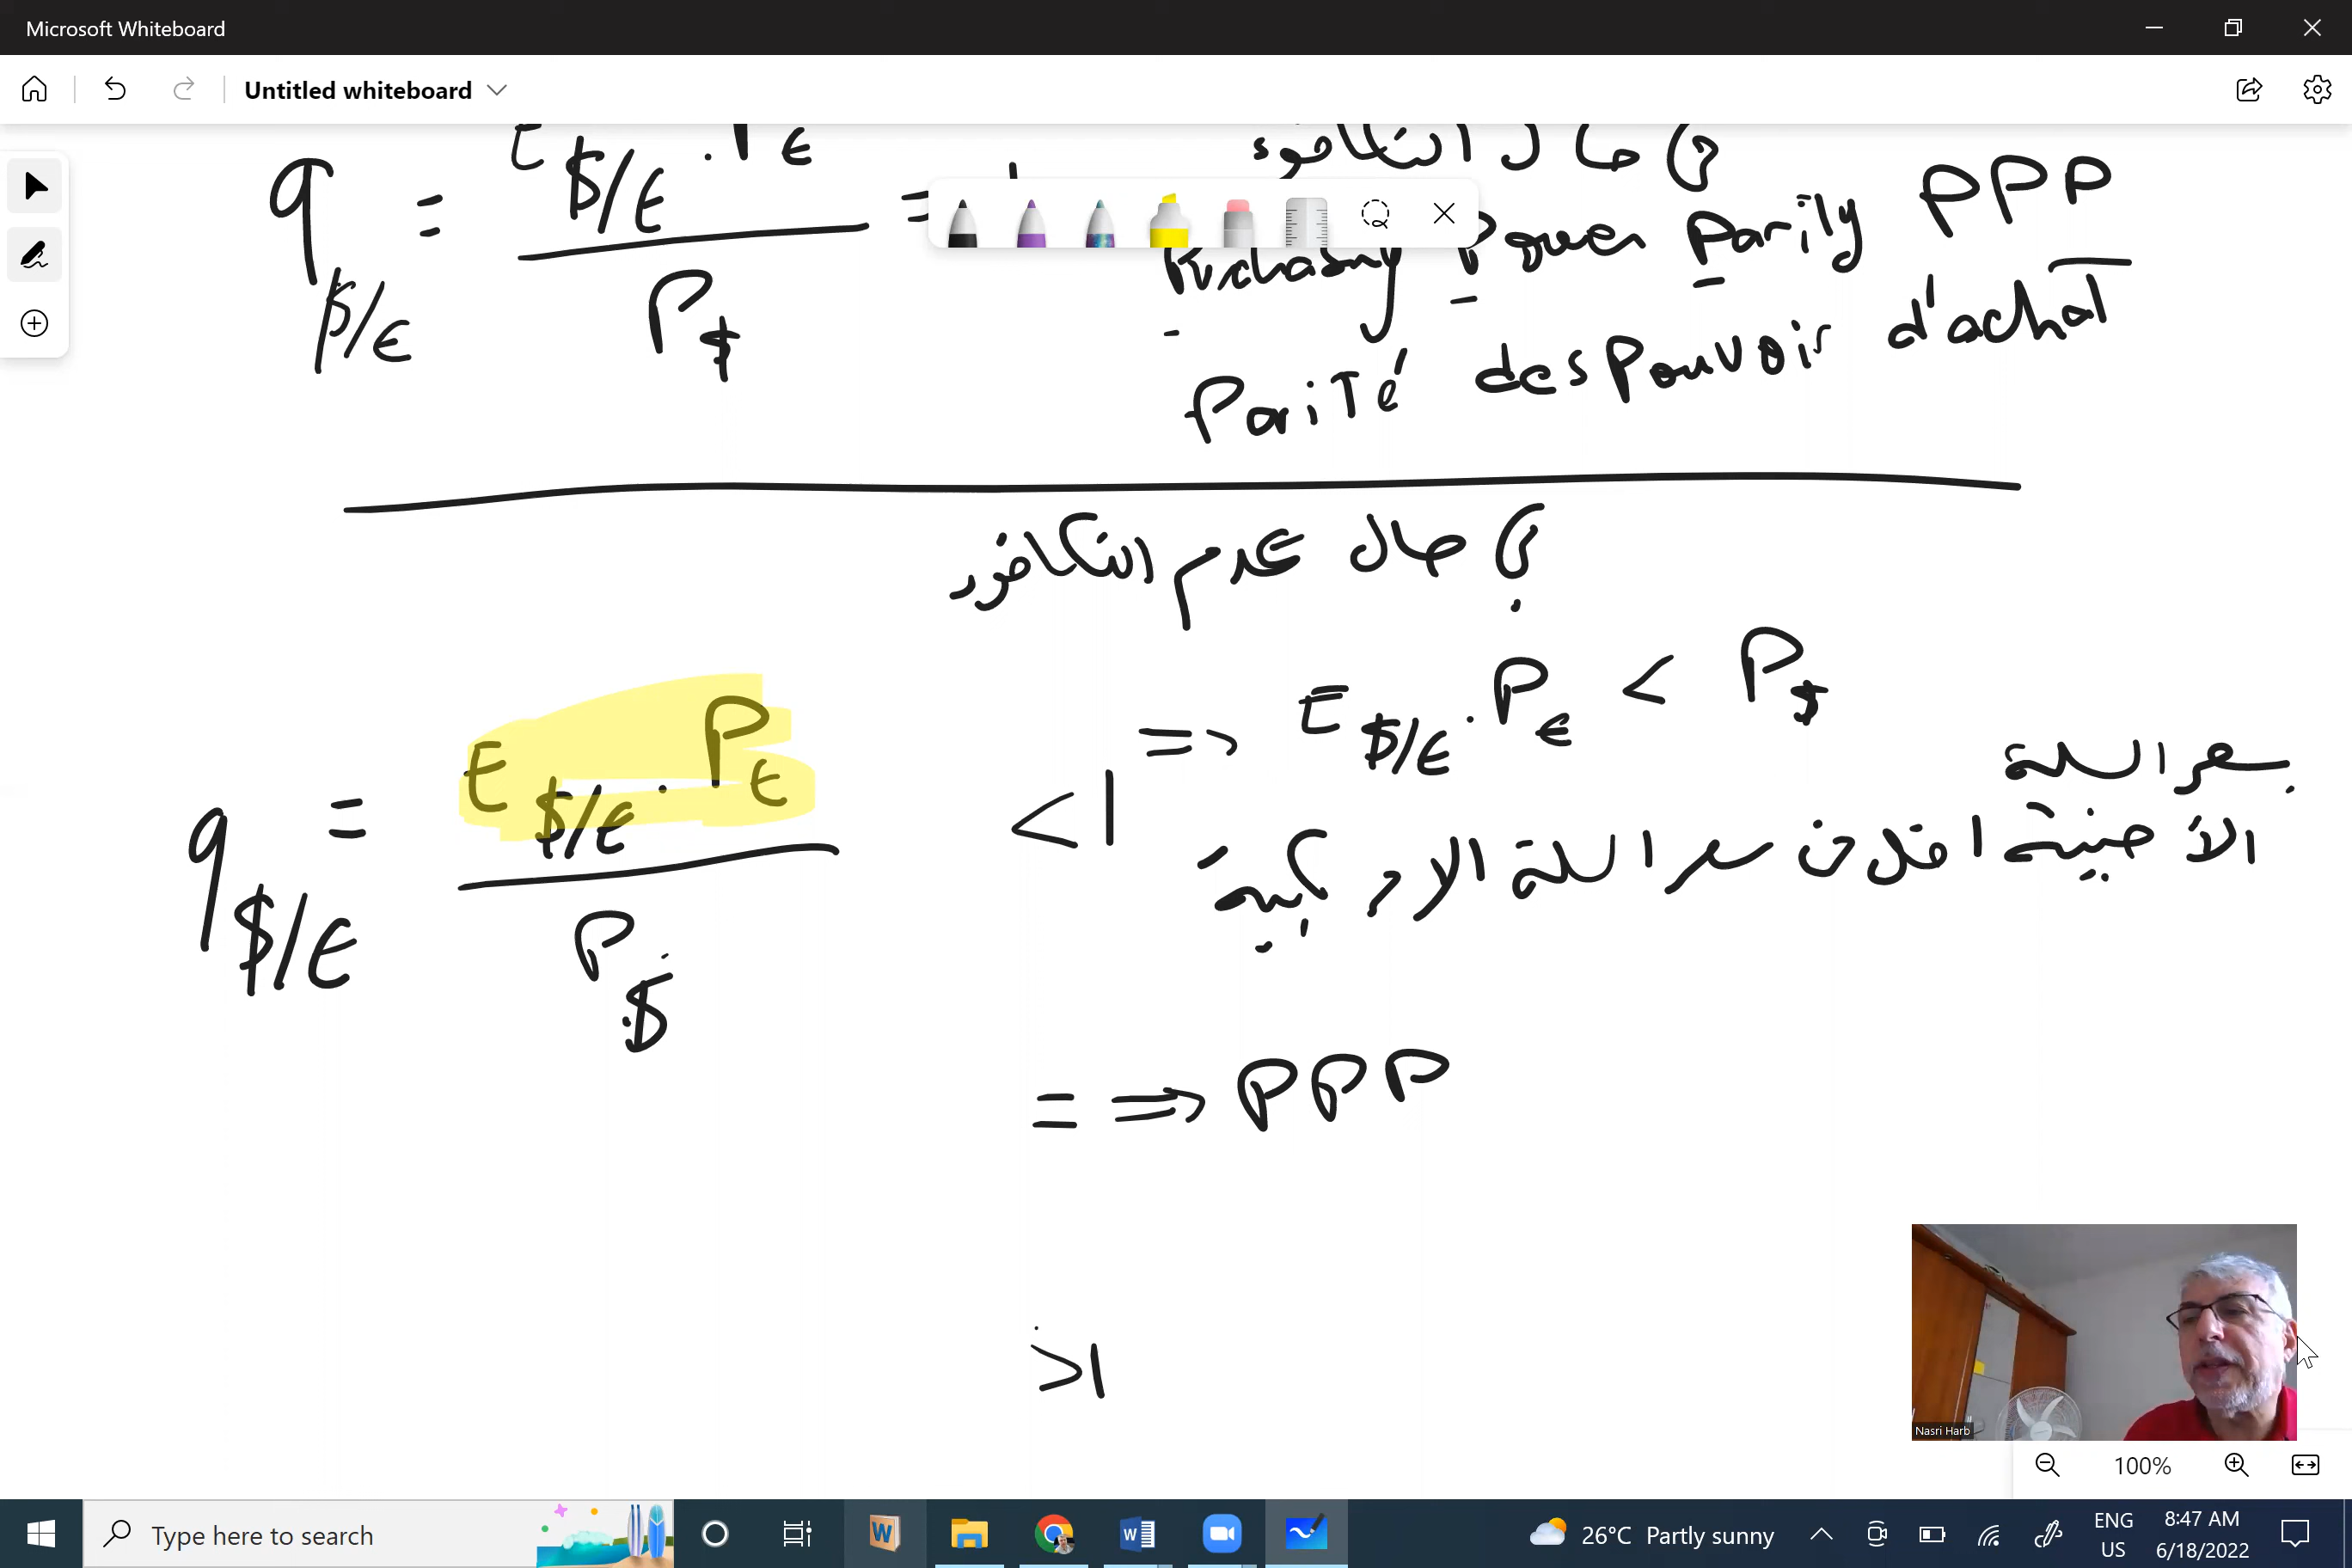 Microsoft Whiteboard
Untitled whiteboard
E $/€ . P €
q $/€ = ——— =
P $
في حال التكافؤ
Purchasing Power Parity PPP
Parité des Pouvoir d'achat
في حال عدم التكافؤ
=> E $/€ . P € < P $
q $/€ = E $/€ . P € < 1
P $
سعر السلة
الأجنبية اقل من سعر السلة الامركية
= => PPP
>1
Nasri Harb
100%
Type here to search
26°C Partly sunny
ENG
US
8:47 AM
6/18/2022